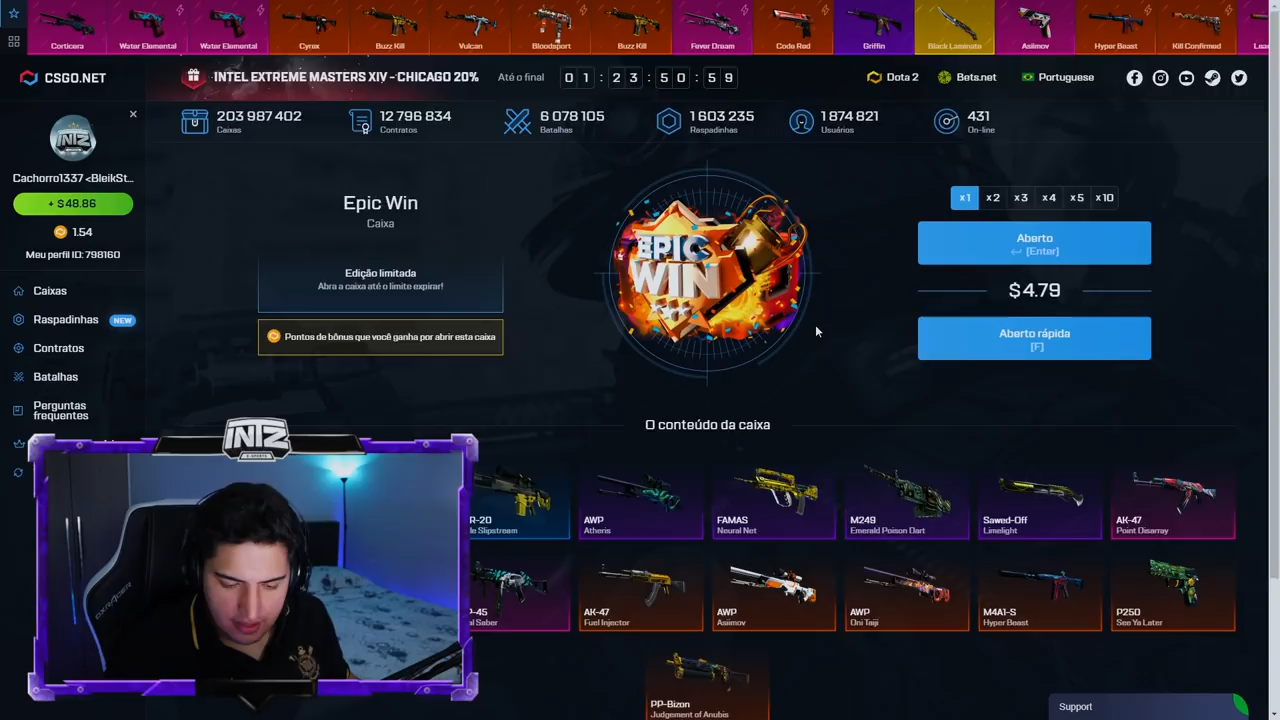 Corticera
Water Elemental
Water Elemental
Cyrex
Buzz Kill
Vulcan
Bloodsport
Buzz Kill
Fever Dream
Code Red
Griffin
Black Laminate
Asiimov
Hyper Beast
Kill Confirmed
CSGO.NET
INTEL EXTREME MASTERS XIV - CHICAGO 20%
Até o final
0 1 : 2 3 : 5 0 : 5 9
Dota 2
Bets.net
Portuguese
203 987 402
Caixas
12 796 834
Contratos
6 078 105
Batalhas
1 603 235
Raspadinhas
1 874 821
Usuários
431
On-line
INTZ
Cachorro1337 <BleikSt...
+ $48.86
1.54
Meu perfil ID: 798160
Caixas
Raspadinhas NEW
Contratos
Batalhas
Perguntas
frequentes
Epic Win
Caixa
Edição limitada
Abra a caixa até o limite expirar!
Pontos de bônus que você ganha por abrir esta caixa
EPIC
WIN
x1 x2 x3 x4 x5 x10
Aberto
[Enter]
$4.79
Aberto rápida
[F]
O conteúdo da caixa
R-20
Slipstream
AWP
Atheris
FAMAS
Neural Net
M249
Emerald Poison Dart
Sawed-Off
Limelight
AK-47
Point Disarray
P-45
al Saber
AK-47
Fuel Injector
AWP
Asiimov
AWP
Oni Taiji
M4A1-S
Hyper Beast
P250
See Ya Later
PP-Bizon
Judgement of Anubis
Support
INTZ